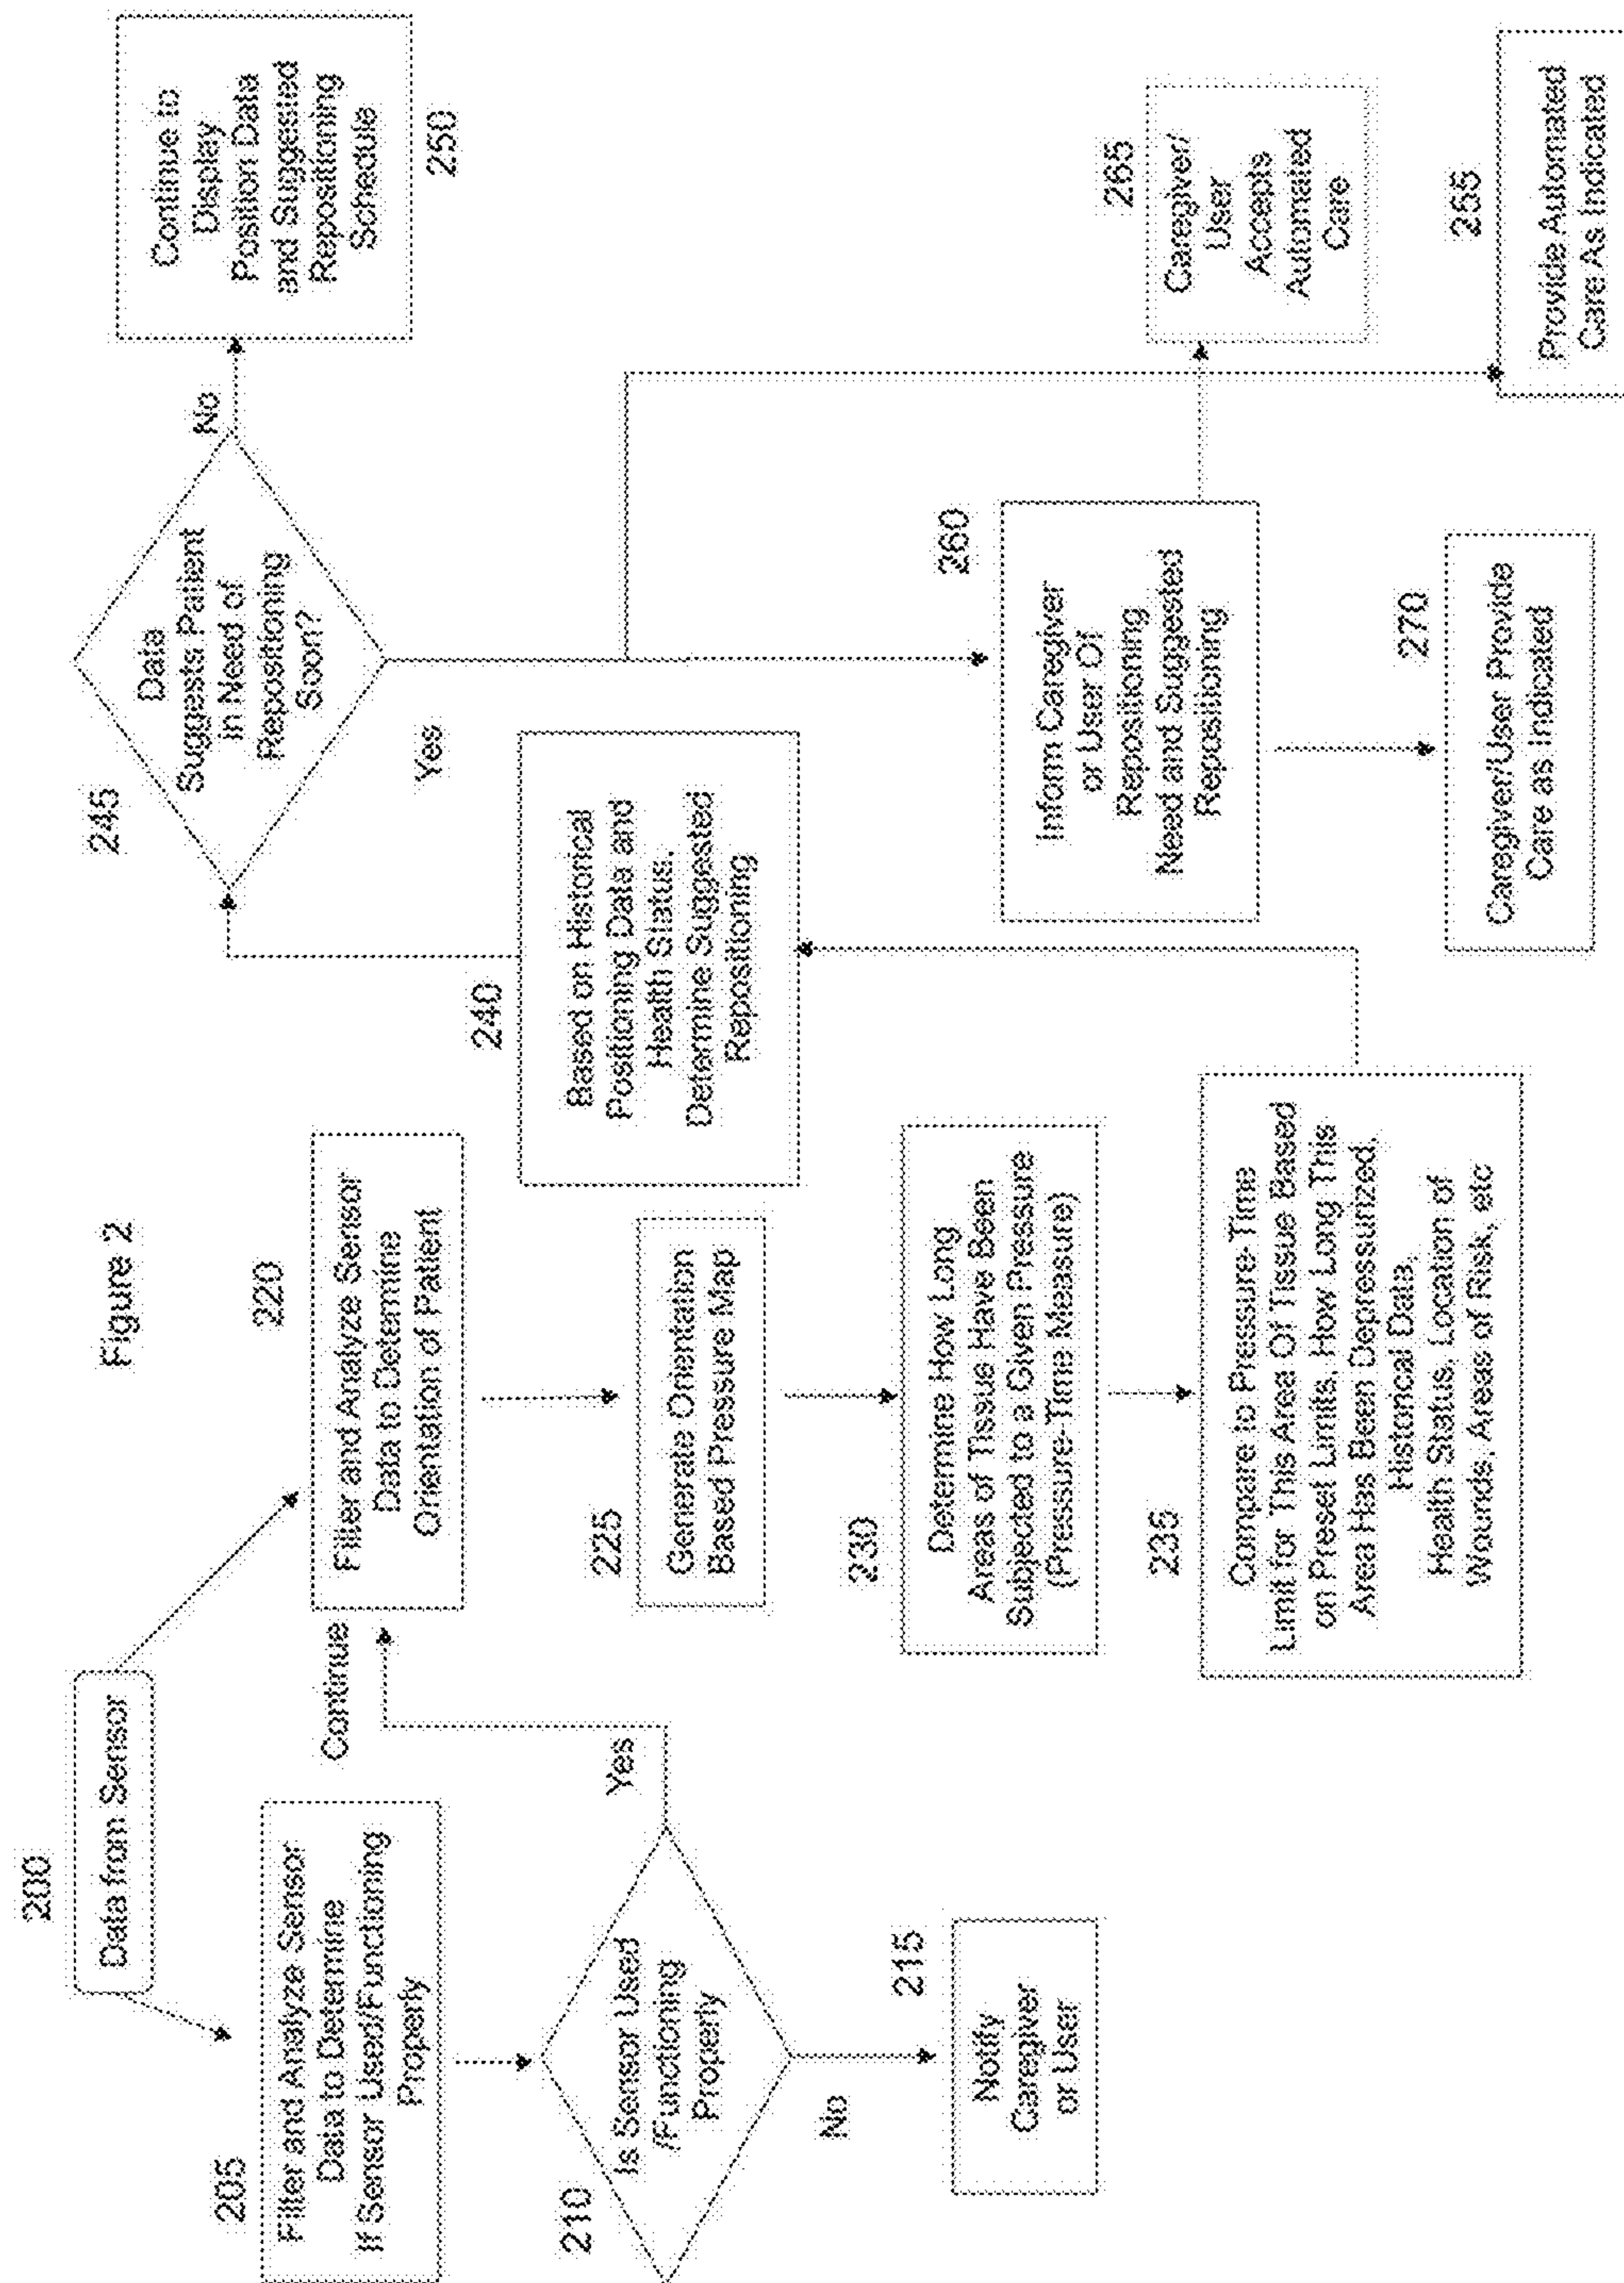 Figure 2
200
Data from Sensor
205
Filter and Analyze Sensor
Data to Determine
If Sensor Used/Functioning
Properly
210
Is Sensor Used
/Functioning
Properly
Yes
No
215
Notify
Caregiver
or User
Continue
220
Filter and Analyze Sensor
Data to Determine
Orientation of Patient
225
Generate Orientation
Based Pressure Map
230
Determine How Long
Areas of Tissue Have Been
Subjected to a Given Pressure
(Pressure-Time Measure)
235
Compare to Pressure-Time
Limit for This Area Of Tissue Based
on Preset Limits, How Long This
Area Has Been Depressurized,
Historical Data,
Health Status, Location of
Wounds, Areas of Risk, etc
240
Based on Historical
Positioning Data and
Health Status,
Determine Suggested
Repositioning
245
Data
Suggests Patient
in Need of
Repositioning
Soon?
No
Yes
Continue to
Display
Position Data
and Suggested
Repositioning
Schedule
250
260
Inform Caregiver
or User Of
Repositioning
Need and Suggested
Repositioning
265
Caregiver/
User
Accepts
Automated
Care
270
Caregiver/User Provide
Care as Indicated
255
Provide Automated
Care As Indicated